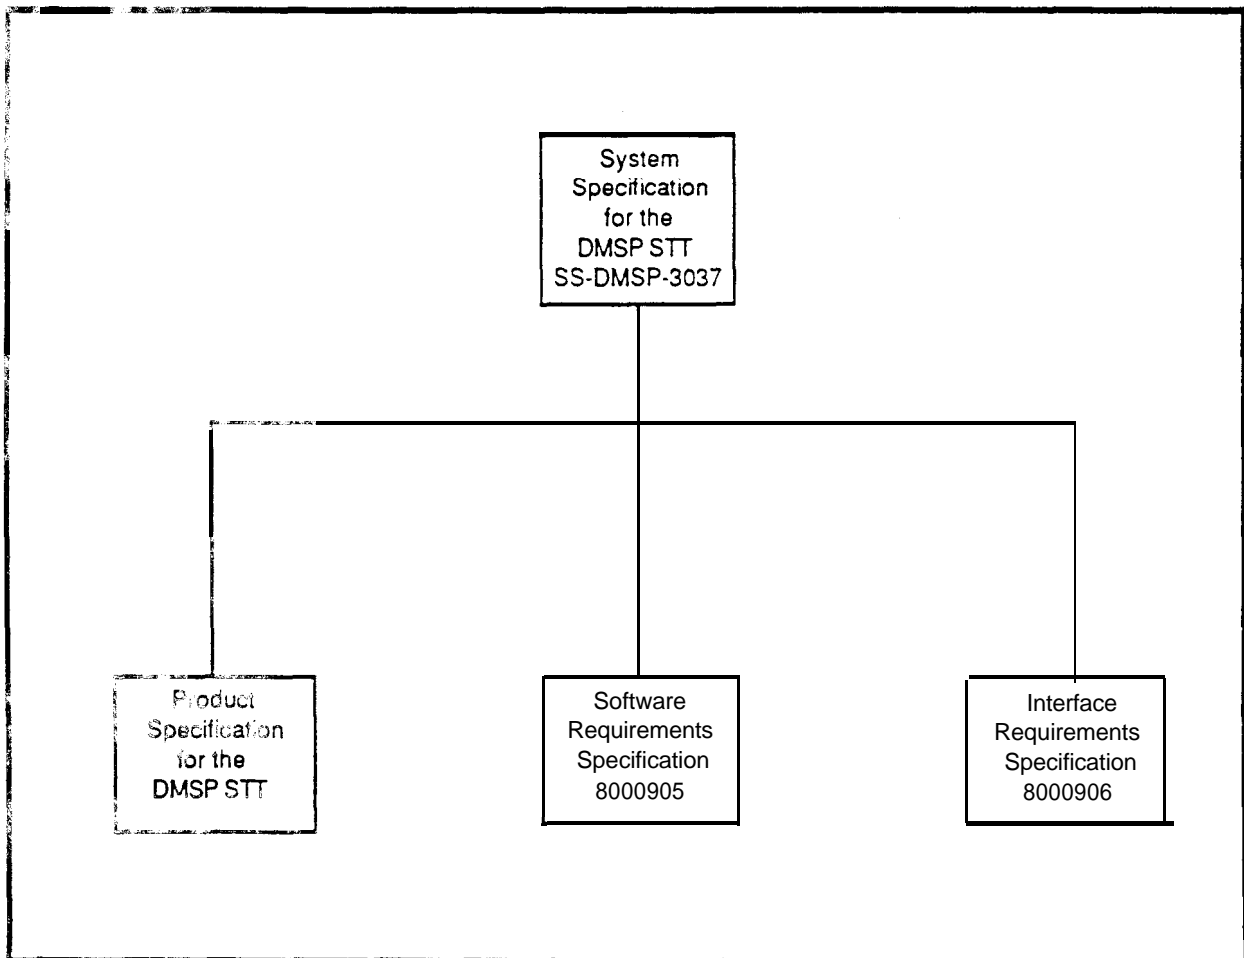 System
Specification
for the
DMSP STT
SS-DMSP-3037
Product
Specification
for the
DMSP STT
Software
Requirements
Specification
8000905
Interface
Requirements
Specification
8000906